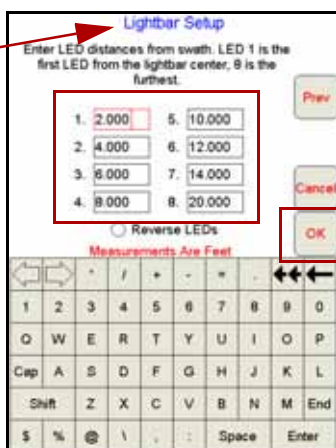 Lightbar Setup
Enter LED distances from swath. LED 1 is the
first LED from the lightbar center, 8 is the
furthest.
Prev
1. 2.000 5. 10.000
2. 4.000 6. 12.000
3. 6.000 7. 14.000
4. 8.000 8. 20.000
Cancel
Reverse LEDs
OK
Measurements Are Feet
* / + - = .
1 2 3 4 5 6 7 8 9 0
Q W E R T Y U I O P
Cap A S D F G H J K L
Shift Z X C V B N M End
$ % @ \ , : Space Enter